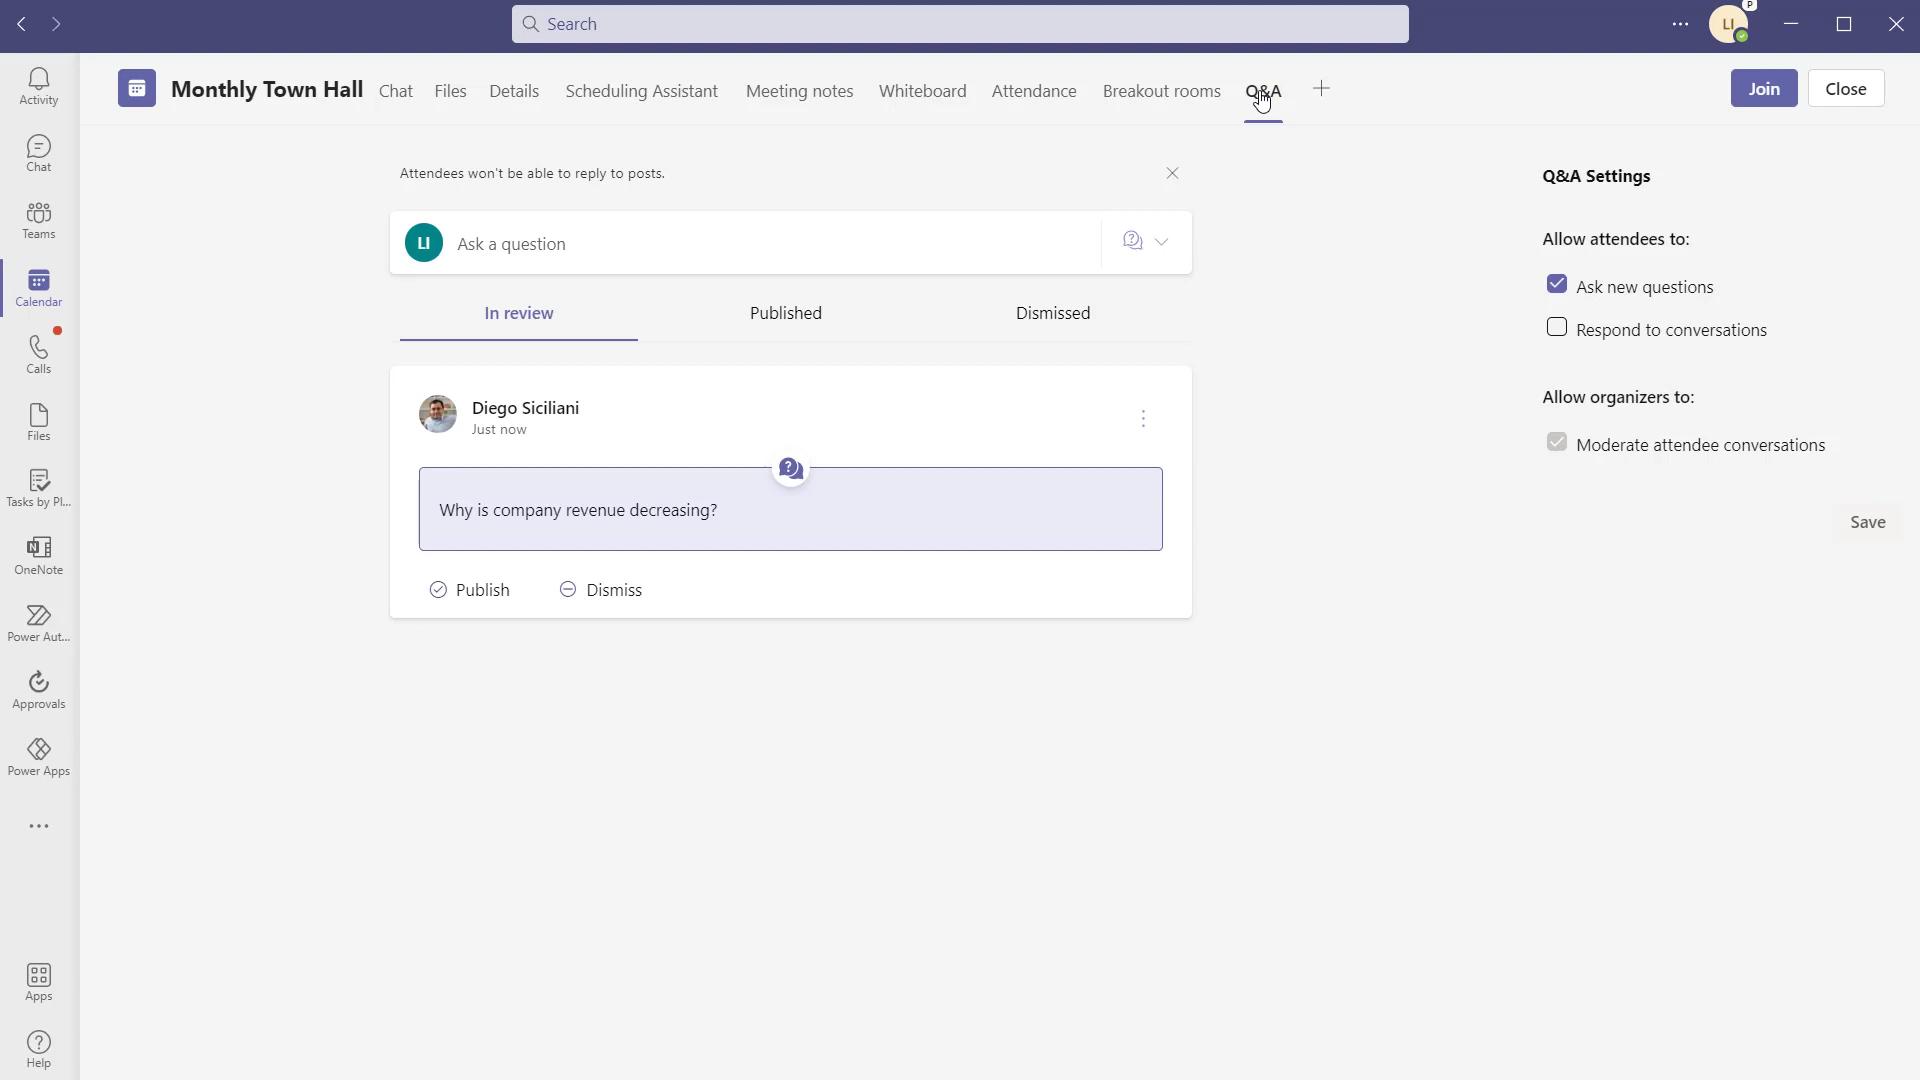 Search
LI
P
Monthly Town Hall
Chat
Files
Details
Scheduling Assistant
Meeting notes
Whiteboard
Attendance
Breakout rooms
Q&A
Join
Close
Activity
Chat
Teams
Calendar
Calls
Files
Tasks by Pl...
OneNote
Power Aut...
Approvals
Power Apps
Apps
Help
Attendees won't be able to reply to posts.
LI
Ask a question
In review
Published
Dismissed
Diego Siciliani
Just now
Why is company revenue decreasing?
Publish
Dismiss
Q&A Settings
Allow attendees to:
Ask new questions
Respond to conversations
Allow organizers to:
Moderate attendee conversations
Save